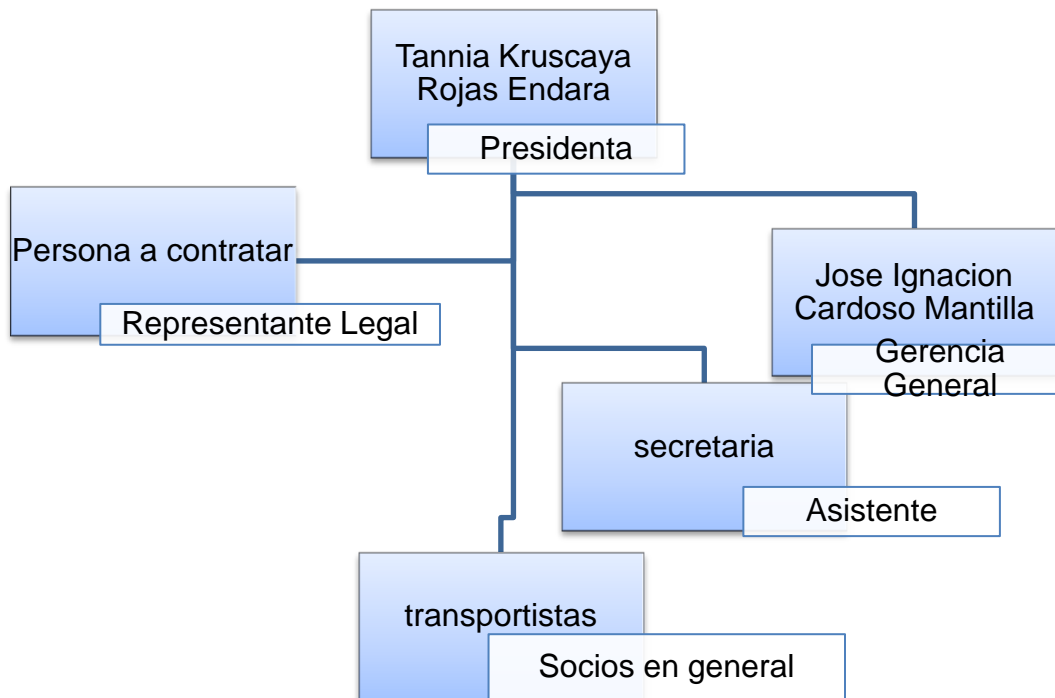 Tannia Kruscaya
Rojas Endara
Presidenta
Persona a contratar
Representante Legal
Jose Ignacion
Cardoso Mantilla
Gerencia
General
secretaria
Asistente
transportistas
Socios en general